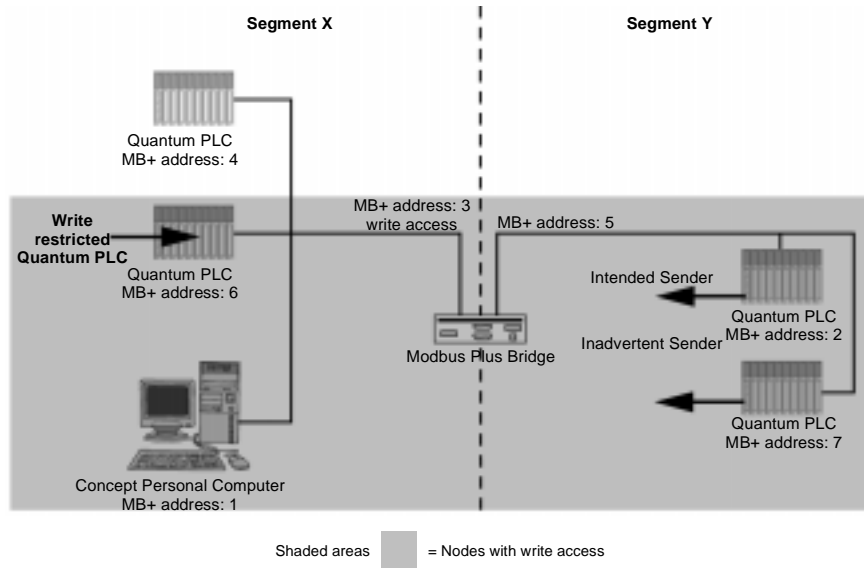 Segment X
Segment Y
Quantum PLC
MB+ address: 4
Write
restricted
Quantum PLC
Quantum PLC
MB+ address: 6
MB+ address: 3
write access
MB+ address: 5
Intended Sender
Quantum PLC
MB+ address: 2
Modbus Plus Bridge
Inadvertent Sender
Quantum PLC
MB+ address: 7
Concept Personal Computer
MB+ address: 1
Shaded areas
= Nodes with write access